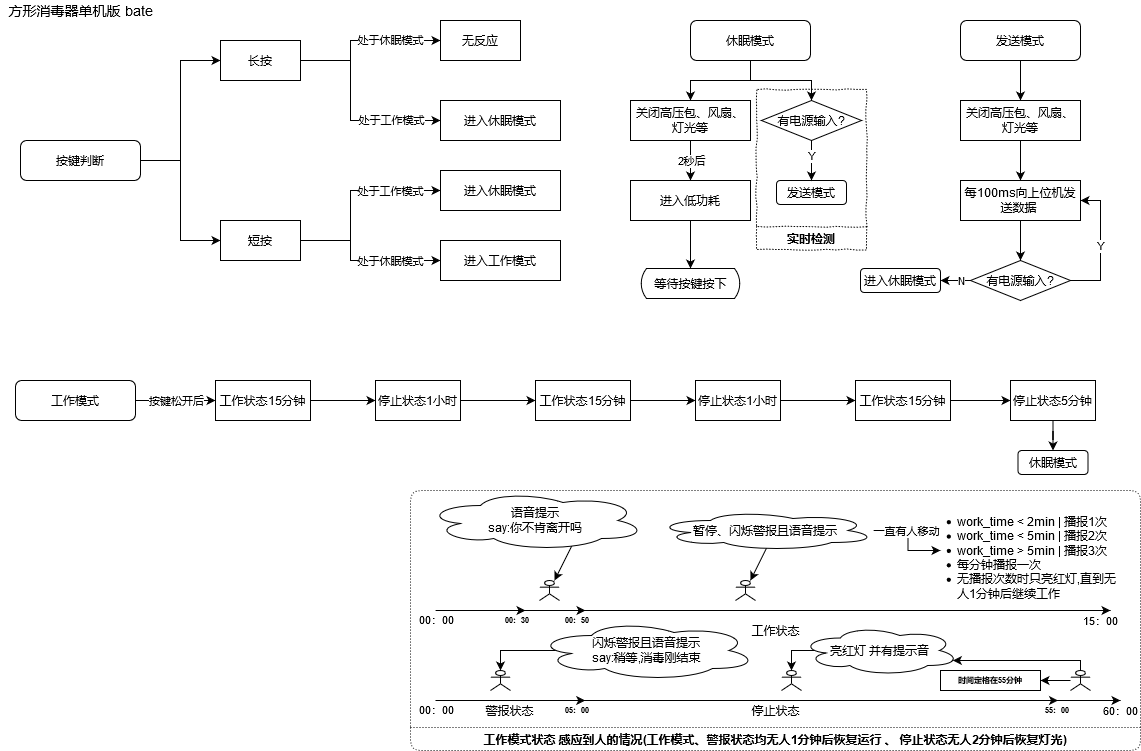 方形消毒器单机版 bate
按键判断
长按
处于休眠模式
无反应
处于工作模式
进入休眠模式
短按
处于工作模式
进入休眠模式
处于休眠模式
进入工作模式
休眠模式
关闭高压包、风扇、
灯光等
2秒后
进入低功耗
等待按键按下
有电源输入?
Y
发送模式
实时检测
发送模式
关闭高压包、风扇、
灯光等
每100ms向上位机发
送数据
有电源输入?
Y
N
进入休眠模式
工作模式
按键松开后
工作状态15分钟
停止状态1小时
工作状态15分钟
停止状态1小时
工作状态15分钟
停止状态5分钟
休眠模式
语音提示
say:你不肯离开吗
暂停、闪烁警报且语音提示
一直有人移动
• work_time < 2min | 播报1次
• work_time < 5min | 播报2次
• work_time > 5min | 播报3次
• 每分钟播报一次
• 无播报次数时只亮红灯,直到无
人1分钟后继续工作
00: 00
00: 30
00: 50
15: 00
工作状态
闪烁警报且语音提示
say:稍等,消毒刚结束
亮红灯 并有提示音
时间定格在55分钟
00: 00
警报状态
05: 00
停止状态
55: 00
60: 00
工作模式状态 感应到人的情况(工作模式、警报状态均无人1分钟后恢复运行 、 停止状态无人2分钟后恢复灯光)